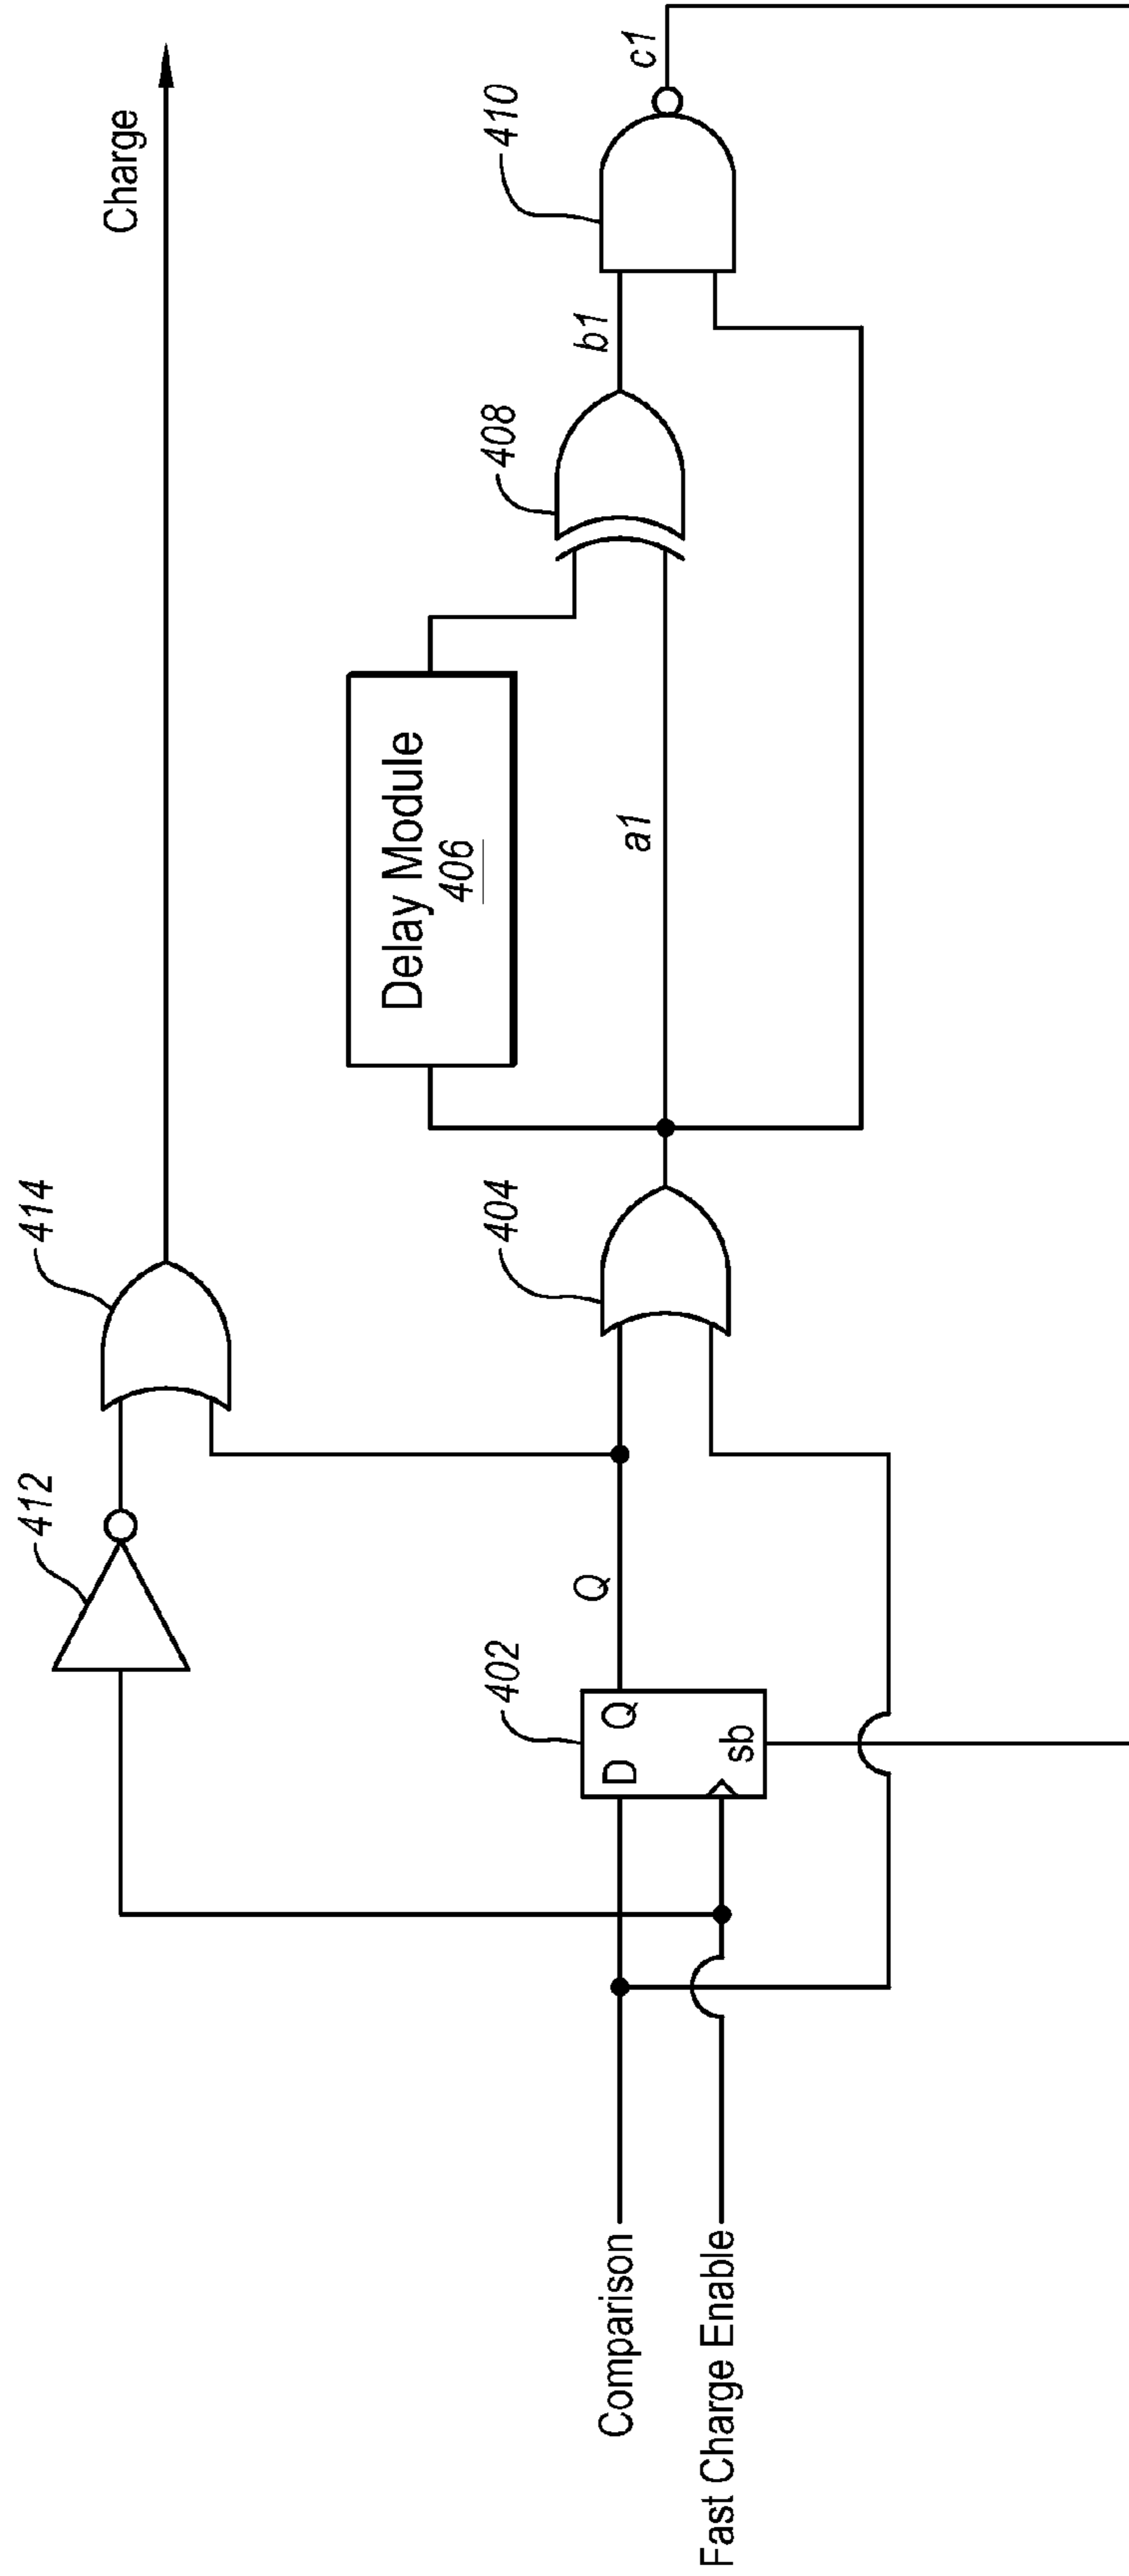 Charge
414
412
Delay Module
406
408
410
c1
b1
a1
404
402
Q
D Q
sb
Comparison
Fast Charge Enable